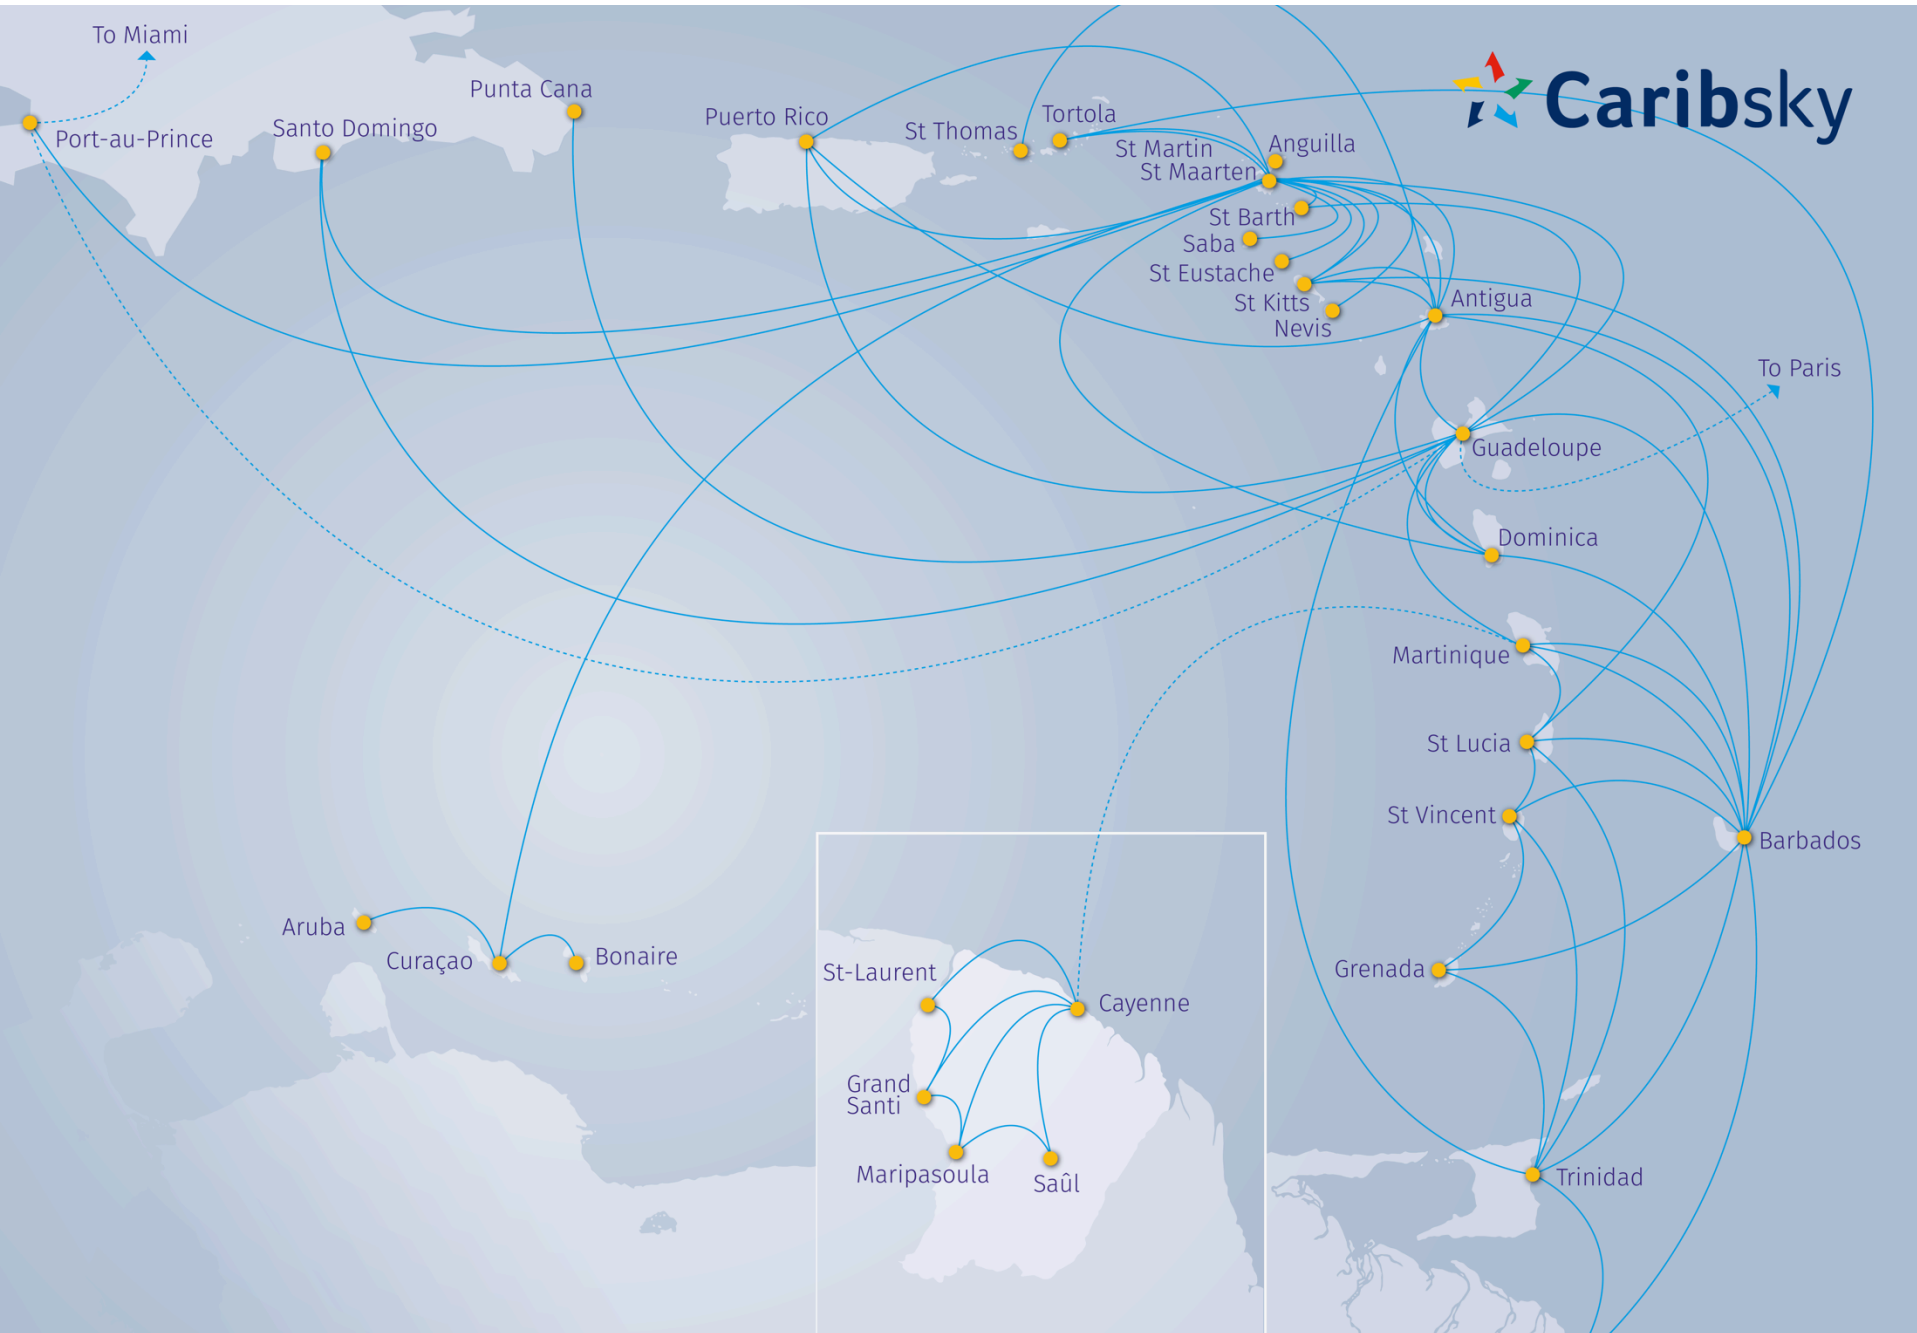 To Miami
Port-au-Prince
Santo Domingo
Punta Cana
Puerto Rico
St Thomas
Tortola
St Martin
St Maarten
Anguilla
Caribsky
St Barth
Saba
St Eustache
St Kitts
Nevis
Antigua
To Paris
Guadeloupe
Dominica
Martinique
St Lucia
St Vincent
Barbados
Grenada
Aruba
Curaçao
Bonaire
St-Laurent
Cayenne
Grand
Santi
Maripasoula
Saûl
Trinidad